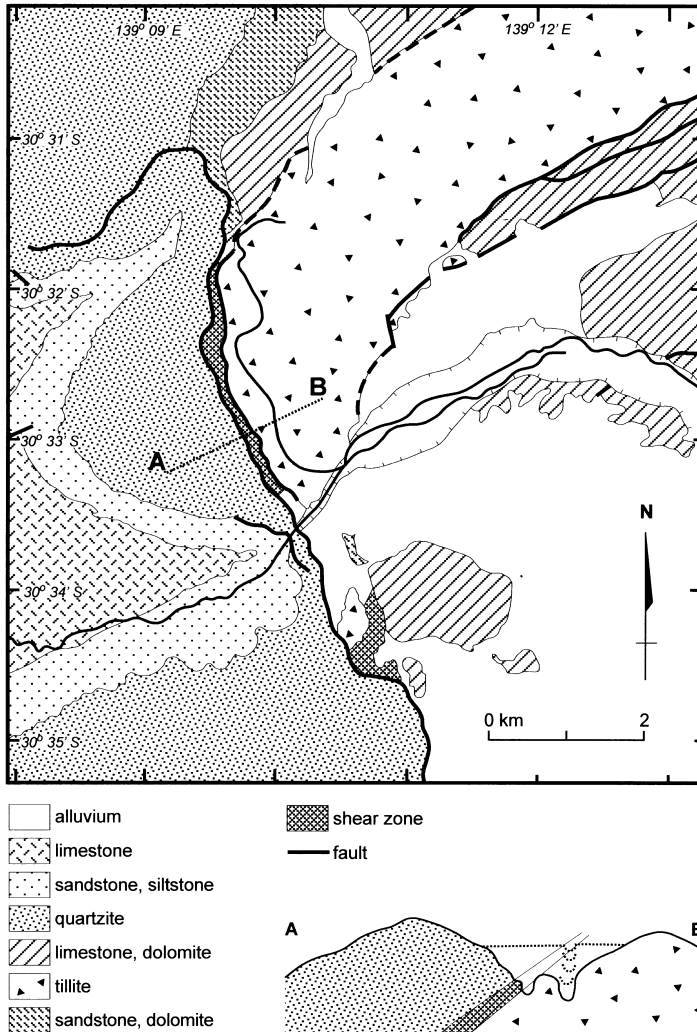 139° 09' E
139° 12' E
30° 31' S
30° 32' S
30° 33' S
30° 34' S
30° 35' S
A
B
N
0 km 2
alluvium
limestone
sandstone, siltstone
quartzite
limestone, dolomite
tillite
sandstone, dolomite
shear zone
fault
A
B